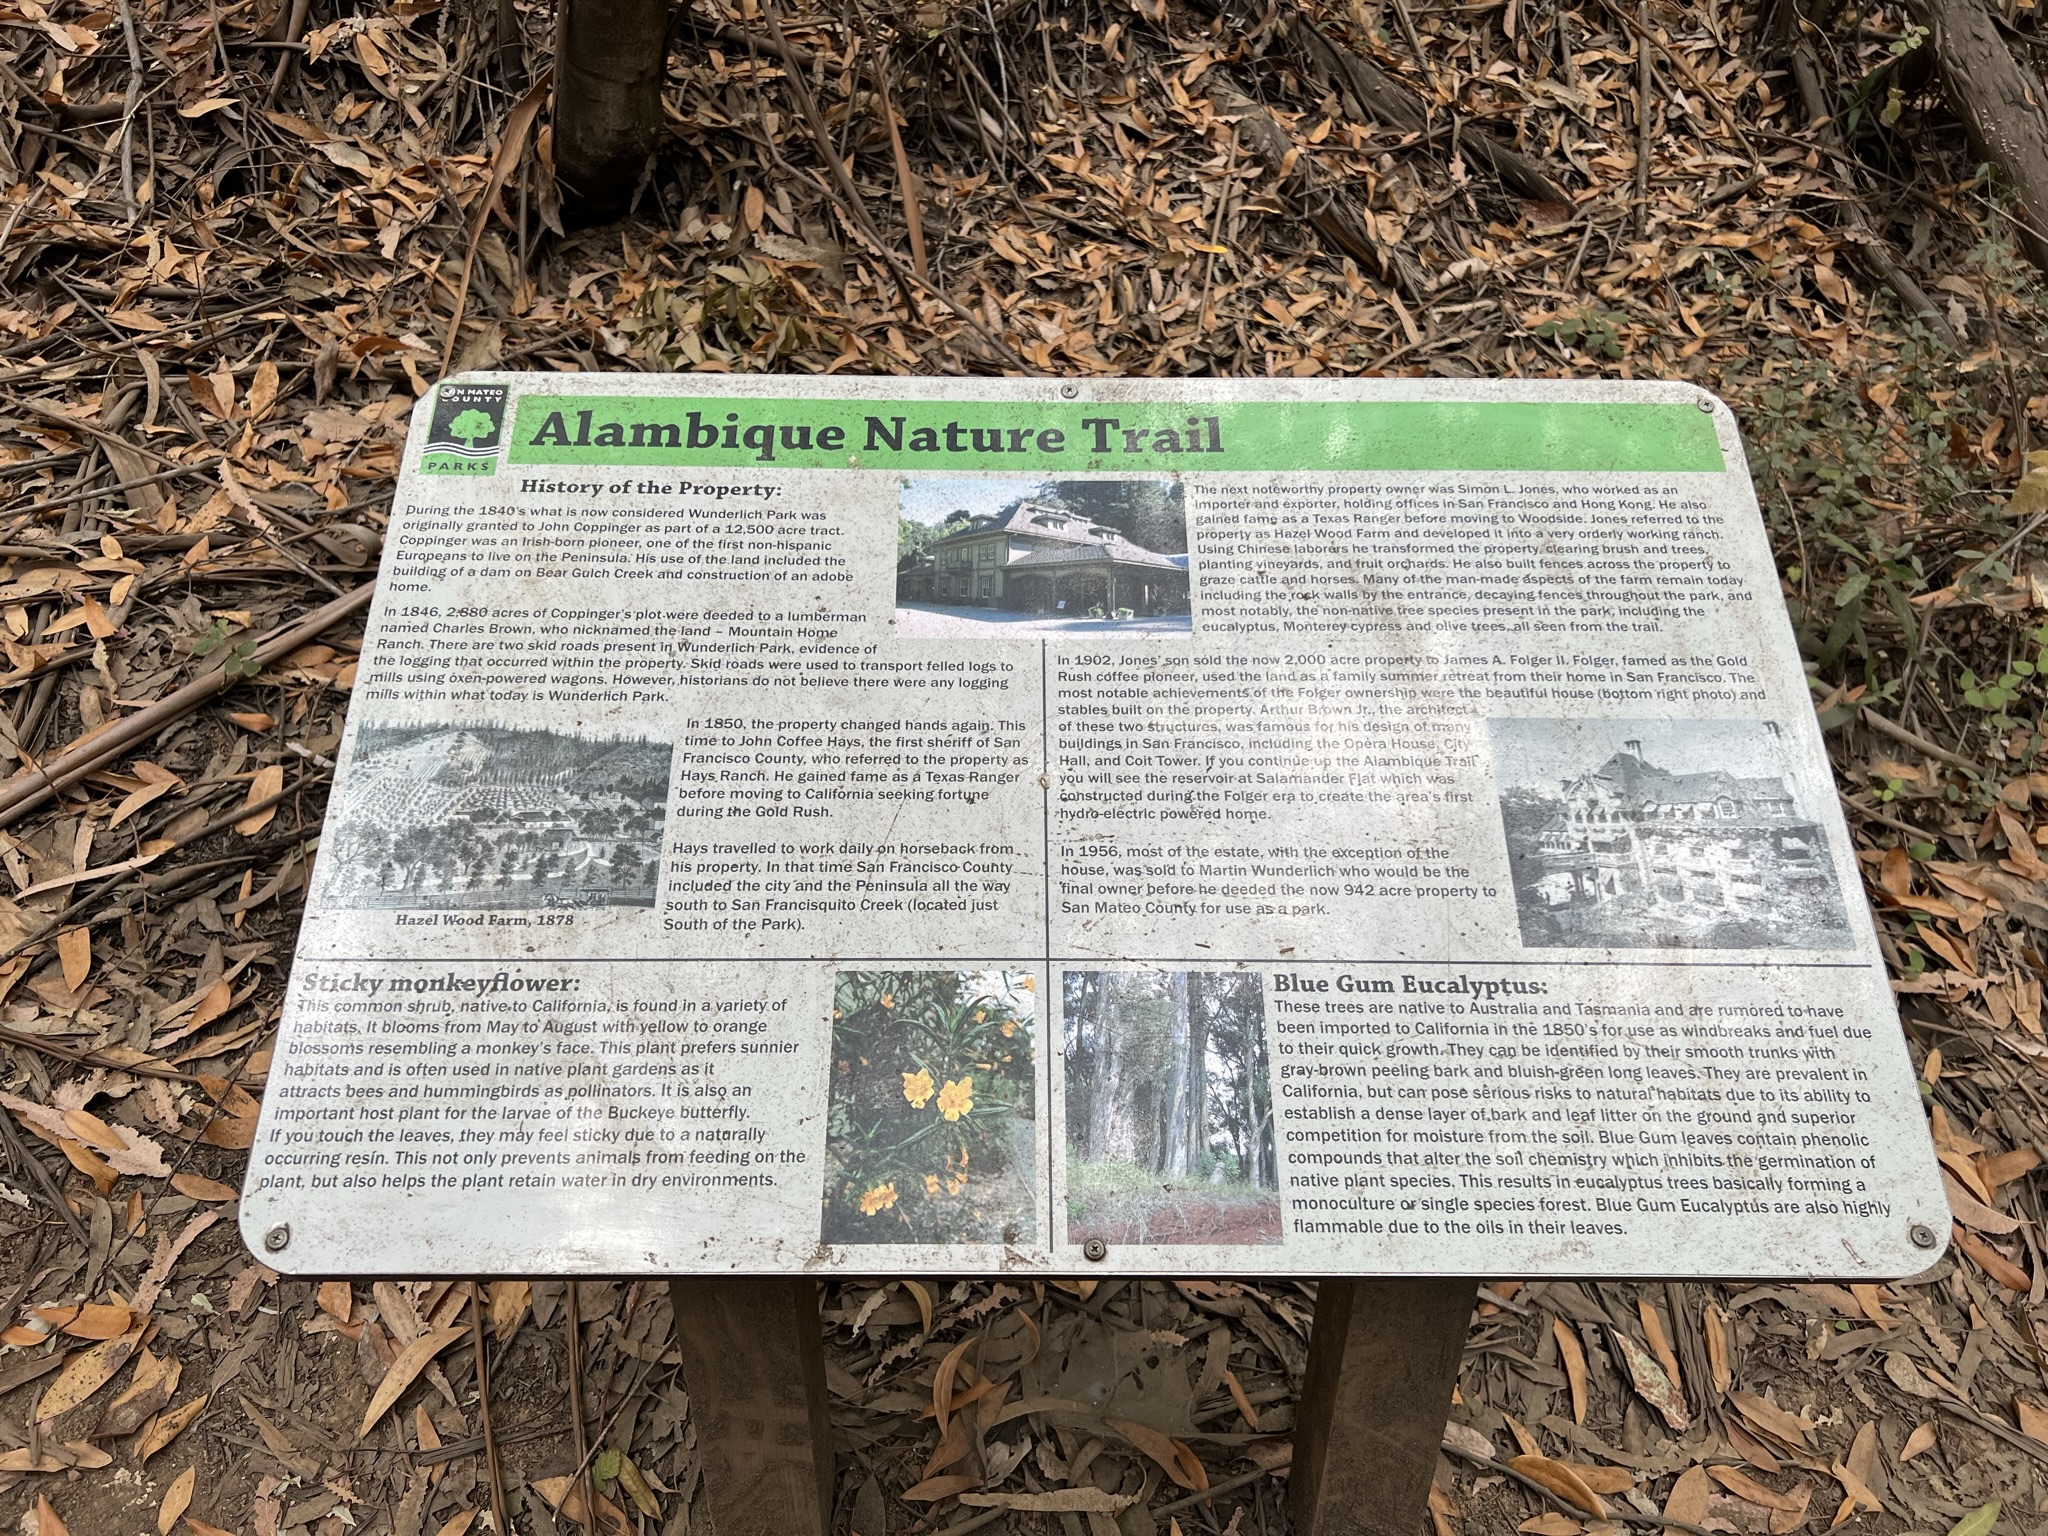 SAN MATEO
COUNTY
PARKS
Alambique Nature Trail
History of the Property:
During the 1840's what is now considered Wunderlich Park was
originally granted to John Coppinger as part of a 12,500 acre tract.
Coppinger was an Irish-born pioneer, one of the first non-hispanic
Europeans to live on the Peninsula. His use of the land included the
building of a dam on Bear Gulch Creek and construction of an adobe
home.
In 1846, 2,880 acres of Coppinger's plot were deeded to a lumberman
named Charles Brown, who nicknamed the land – Mountain Home
Ranch. There are two skid roads present in Wunderlich Park, evidence of
the logging that occurred within the property. Skid roads were used to transport felled logs to
mills using oxen-powered wagons. However, historians do not believe there were any logging
mills within what today is Wunderlich Park.
In 1850, the property changed hands again. This
time to John Coffee Hays, the first sheriff of San
Francisco County, who referred to the property as
Hays Ranch. He gained fame as a Texas Ranger
before moving to California seeking fortune
during the Gold Rush.
Hays travelled to work daily on horseback from
his property. In that time San Francisco County
included the city and the Peninsula all the way
south to San Francisquito Creek (located just
South of the Park).
Hazel Wood Farm, 1878
The next noteworthy property owner was Simon L. Jones, who worked as an
importer and exporter, holding offices in San Francisco and Hong Kong. He also
gained fame as a Texas Ranger before moving to Woodside. Jones referred to the
property as Hazel Wood Farm and developed it into a very orderly working ranch.
Using Chinese laborers he transformed the property, clearing brush and trees,
planting vineyards, and fruit orchards. He also built fences across the property to
graze cattle and horses. Many of the man-made aspects of the farm remain today
including the rock walls by the entrance, decaying fences throughout the park, and
most notably, the non-native tree species present in the park, including the
eucalyptus, Monterey cypress and olive trees, all seen from the trail.
In 1902, Jones' son sold the now 2,000 acre property to James A. Folger II. Folger, famed as the Gold
Rush coffee pioneer, used the land as a family summer retreat from their home in San Francisco. The
most notable achievements of the Folger ownership were the beautiful house (bottom right photo) and
stables built on the property. Arthur Brown Jr., the architect
of these two structures, was famous for his design of many
buildings in San Francisco, including the Opera House, City
Hall, and Coit Tower. If you continue up the Alambique Trail
you will see the reservoir at Salamander Flat which was
constructed during the Folger era to create the area's first
hydro-electric powered home.
In 1956, most of the estate, with the exception of the
house, was sold to Martin Wunderlich who would be the
final owner before he deeded the now 942 acre property to
San Mateo County for use as a park.
Sticky monkeyflower:
This common shrub, native to California, is found in a variety of
habitats. It blooms from May to August with yellow to orange
blossoms resembling a monkey's face. This plant prefers sunnier
habitats and is often used in native plant gardens as it
attracts bees and hummingbirds as pollinators. It is also an
important host plant for the larvae of the Buckeye butterfly.
If you touch the leaves, they may feel sticky due to a naturally
occurring resin. This not only prevents animals from feeding on the
plant, but also helps the plant retain water in dry environments.
Blue Gum Eucalyptus:
These trees are native to Australia and Tasmania and are rumored to have
been imported to California in the 1850's for use as windbreaks and fuel due
to their quick growth. They can be identified by their smooth trunks with
gray-brown peeling bark and bluish-green long leaves. They are prevalent in
California, but can pose serious risks to natural habitats due to its ability to
establish a dense layer of bark and leaf litter on the ground and superior
competition for moisture from the soil. Blue Gum leaves contain phenolic
compounds that alter the soil chemistry which inhibits the germination of
native plant species. This results in eucalyptus trees basically forming a
monoculture or single species forest. Blue Gum Eucalyptus are also highly
flammable due to the oils in their leaves.